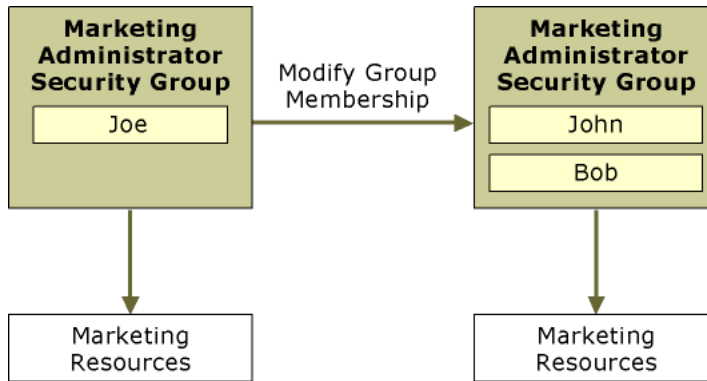 Marketing
Administrator
Security Group
Joe
Modify Group
Membership
Marketing
Administrator
Security Group
John
Bob
Marketing
Resources
Marketing
Resources